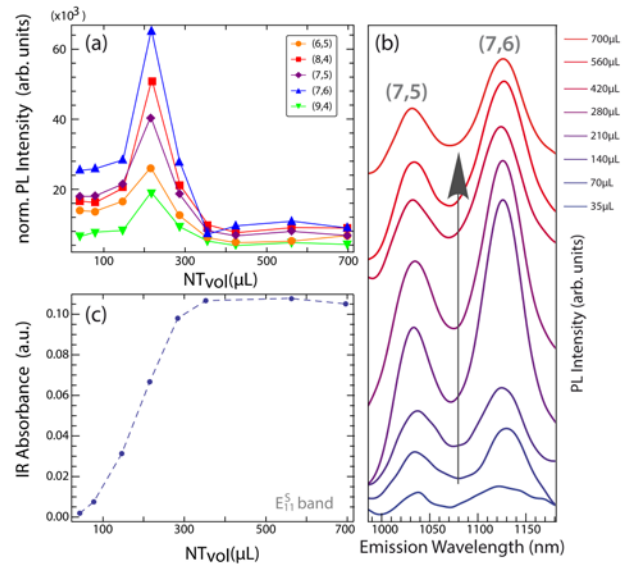 (a)
×10³
60
40
20
norm. PL Intensity (arb. units)
(6,5)
(8,4)
(7,5)
(7,6)
(9,4)
100
300
500
700
NTvol(µL)
(b)
(7,6)
(7,5)
700µL
560µL
420µL
280µL
210µL
140µL
70µL
35µL
PL Intensity (arb. units)
1000
1050
1100
1150
Emission Wavelength (nm)
(c)
0.10
0.08
0.06
0.04
0.02
0.00
IR Absorbance (a.u.)
E₁₁ˢ band
100
300
500
700
NTvol(µL)